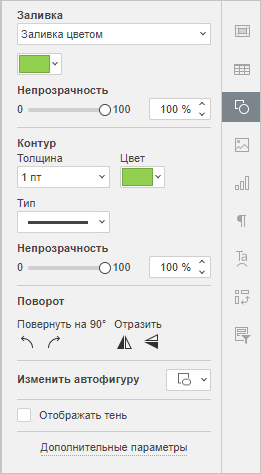 Заливка
Заливка цветом
Непрозрачность
0 100 100 %
Контур
Толщина Цвет
1 пт
Тип
Непрозрачность
0 100 100 %
Поворот
Повернуть на 90° Отразить
Изменить автофигуру
Отображать тень
Дополнительные параметры
Ta